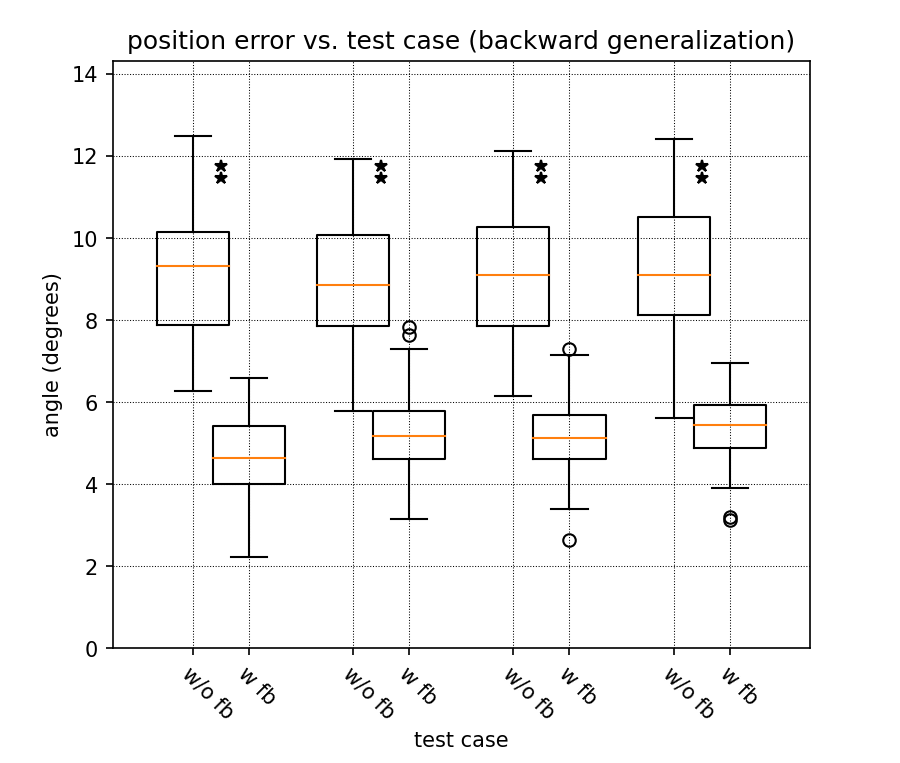 position error vs. test case (backward generalization)
14
12
10
8
6
4
2
0
angle (degrees)
w/o fb
w fb
w/o fb
w fb
w/o fb
w fb
w/o fb
w fb
test case